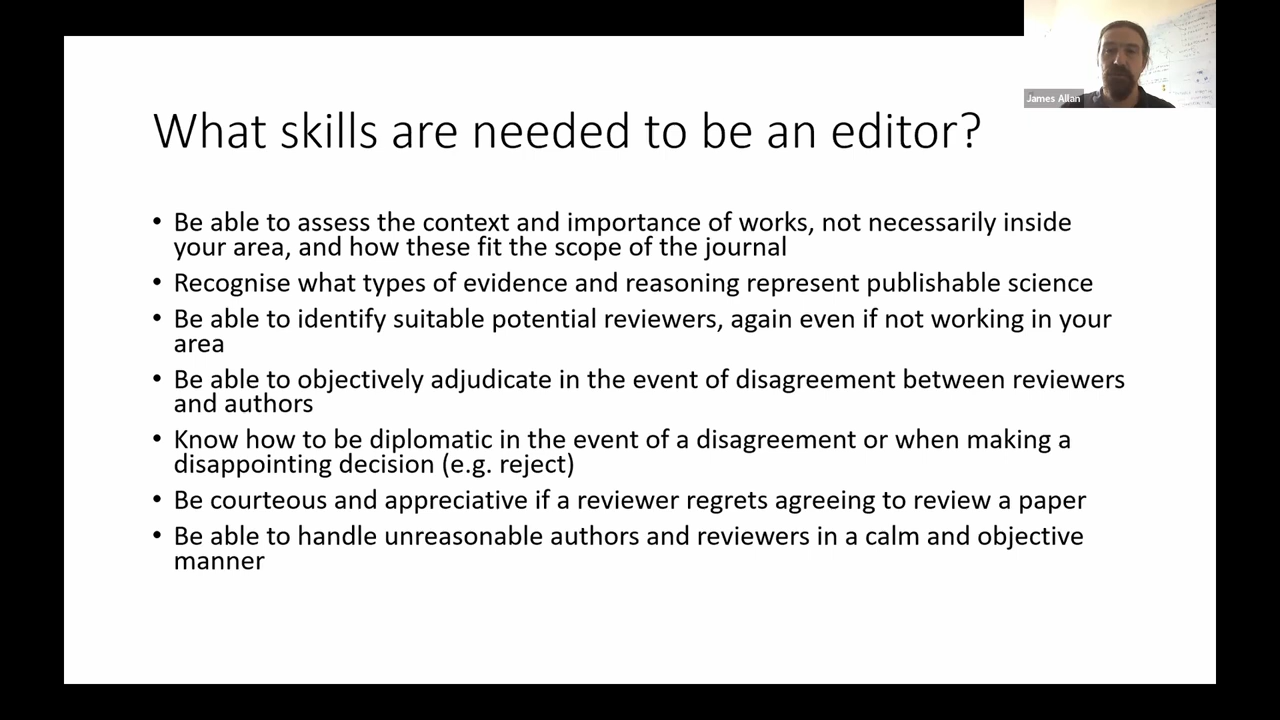 James Allan
What skills are needed to be an editor?
• Be able to assess the context and importance of works, not necessarily inside
your area, and how these fit the scope of the journal
• Recognise what types of evidence and reasoning represent publishable science
• Be able to identify suitable potential reviewers, again even if not working in your
area
• Be able to objectively adjudicate in the event of disagreement between reviewers
and authors
• Know how to be diplomatic in the event of a disagreement or when making a
disappointing decision (e.g. reject)
• Be courteous and appreciative if a reviewer regrets agreeing to review a paper
• Be able to handle unreasonable authors and reviewers in a calm and objective
manner